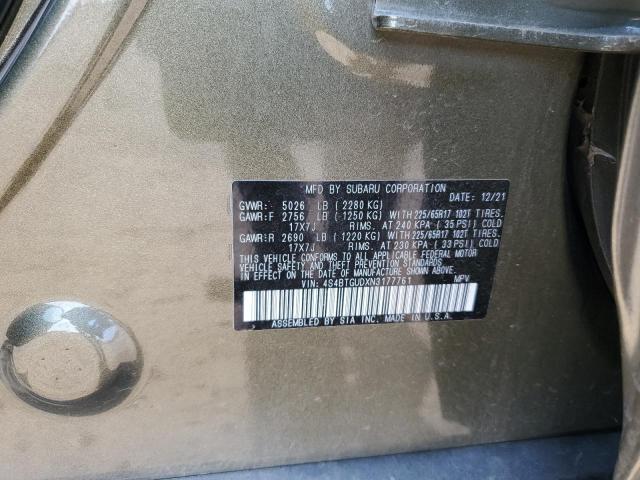 MFD BY SUBARU CORPORATION
GVWR: 5026 LB (2280 KG) DATE: 12/21
GAWR:F 2756 LB (1250 KG) WITH 225/65R17 102T TIRES.
17X7J RIMS. AT 240 KPA (35 PSI) COLD
GAWR:R 2690 LB (1220 KG) WITH 225/65R17 102T TIRES.
17X7J RIMS. AT 230 KPA (33 PSI) COLD
THIS VEHICLE CONFORMS TO ALL APPLICABLE FEDERAL MOTOR
VEHICLE SAFETY AND THEFT PREVENTION STANDARDS
IN EFFECT ON THE DATE OF MANUFACTURE SHOWN ABOVE.
VIN: 4S4BTGUDXN3177761 MPV
ASSEMBLED BY SIA INC. MADE IN U.S.A.